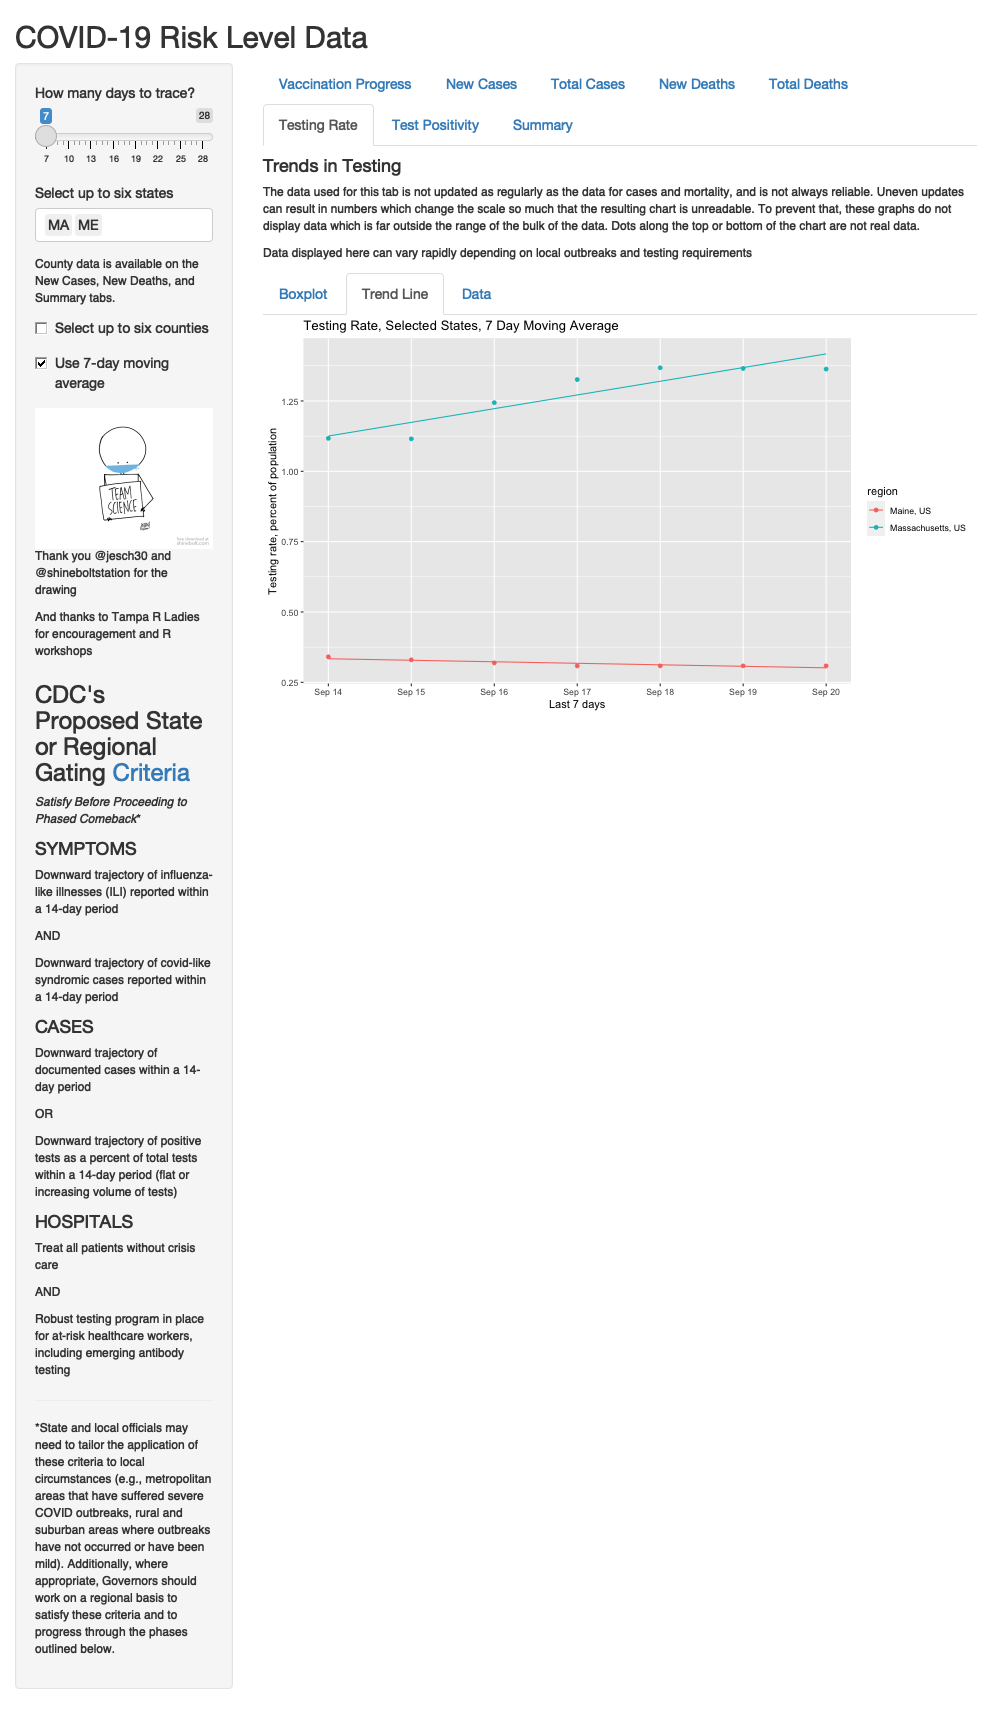 COVID-19 Risk Level Data
How many days to trace?
7
28
7 10 13 16 19 22 25 28
Select up to six states
MA ME
County data is available on the
New Cases, New Deaths, and
Summary tabs.
Select up to six counties
Use 7-day moving
average
TEAM
SCIENCE
free download at
shinebolt.com
Thank you @jesch30 and
@shineboltstation for the
drawing
And thanks to Tampa R Ladies
for encouragement and R
workshops
CDC's
Proposed State
or Regional
Gating Criteria
Satisfy Before Proceeding to
Phased Comeback*
SYMPTOMS
Downward trajectory of influenza-
like illnesses (ILI) reported within
a 14-day period
AND
Downward trajectory of covid-like
syndromic cases reported within
a 14-day period
CASES
Downward trajectory of
documented cases within a 14-
day period
OR
Downward trajectory of positive
tests as a percent of total tests
within a 14-day period (flat or
increasing volume of tests)
HOSPITALS
Treat all patients without crisis
care
AND
Robust testing program in place
for at-risk healthcare workers,
including emerging antibody
testing
*State and local officials may
need to tailor the application of
these criteria to local
circumstances (e.g., metropolitan
areas that have suffered severe
COVID outbreaks, rural and
suburban areas where outbreaks
have not occurred or have been
mild). Additionally, where
appropriate, Governors should
work on a regional basis to
satisfy these criteria and to
progress through the phases
outlined below.
Vaccination Progress New Cases Total Cases New Deaths Total Deaths
Testing Rate Test Positivity Summary
Trends in Testing
The data used for this tab is not updated as regularly as the data for cases and mortality, and is not always reliable. Uneven updates
can result in numbers which change the scale so much that the resulting chart is unreadable. To prevent that, these graphs do not
display data which is far outside the range of the bulk of the data. Dots along the top or bottom of the chart are not real data.
Data displayed here can vary rapidly depending on local outbreaks and testing requirements
Boxplot Trend Line Data
Testing Rate, Selected States, 7 Day Moving Average
Testing rate, percent of population
1.25
1.00
0.75
0.50
0.25
Sep 14 Sep 15 Sep 16 Sep 17 Sep 18 Sep 19 Sep 20
Last 7 days
region
Maine, US
Massachusetts, US